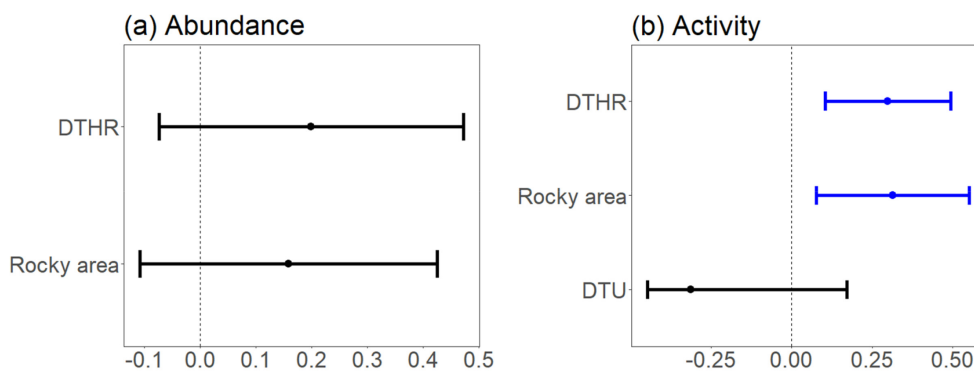 (a) Abundance
DTHR
Rocky area
-0.1 0.0 0.1 0.2 0.3 0.4 0.5
(b) Activity
DTHR
Rocky area
DTU
-0.25 0.00 0.25 0.50